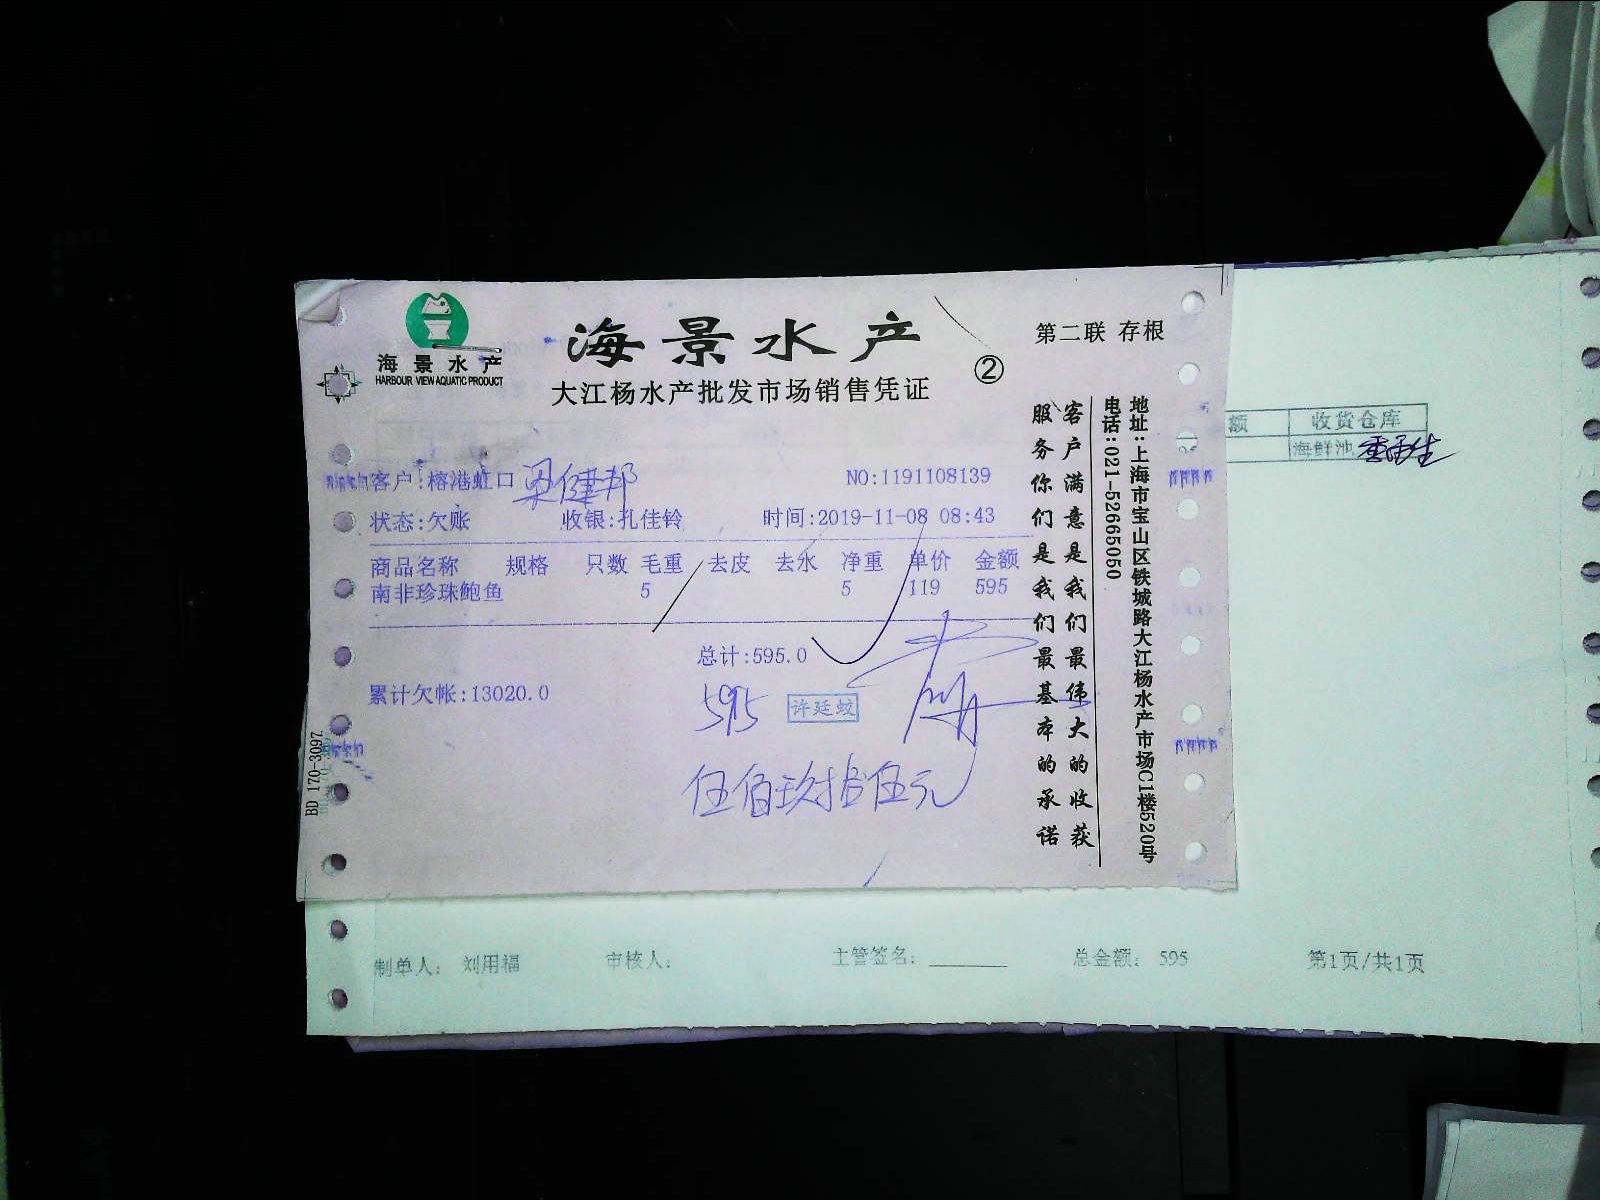 海景水产
HARBOUR VIEW AQUATIC PRODUCT
海景水产
大江杨水产批发市场销售凭证
②
第二联 存根
客户:榕港虹口 梁健邦
NO:1191108139
状态:欠账 收银:孔佳铃 时间:2019-11-08 08:43
商品名称 规格 只数 毛重 去皮 去水 净重 单价 金额
南非珍珠鲍鱼 5 5 119 595
总计:595.0
累计欠帐:13020.0
595 许廷蛟
伍佰玖拾伍元
客户满意是我们最伟大的收获
服务你们是我们最基本的承诺
地址:上海市宝山区铁城路大江杨水产市场C1楼520号
电话:021-52665050
BD 170-3097
额 收货仓库
海鲜池
制单人: 刘用福 审核人: 主管签名: 总金额: 595 第1页/共1页